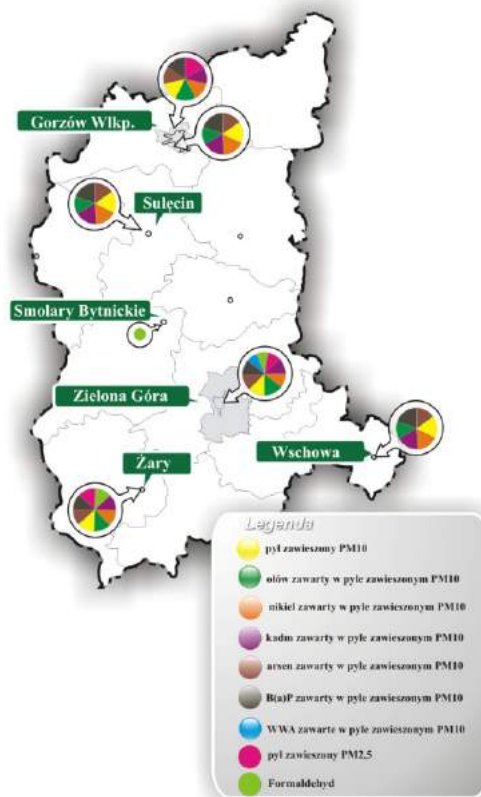 Gorzów Wlkp.
Sulęcin
Smolary Bytnickie
Zielona Góra
Wschowa
Żary
Legenda
pył zawieszony PM10
ołów zawarty w pyle zawieszonym PM10
nikiel zawarty w pyle zawieszonym PM10
kadm zawarty w pyle zawieszonym PM10
arsen zawarty w pyle zawieszonym PM10
B(a)P zawarty w pyle zawieszonym PM10
WWA zawarte w pyle zawieszonym PM10
pył zawieszony PM2,5
Formaldehyd